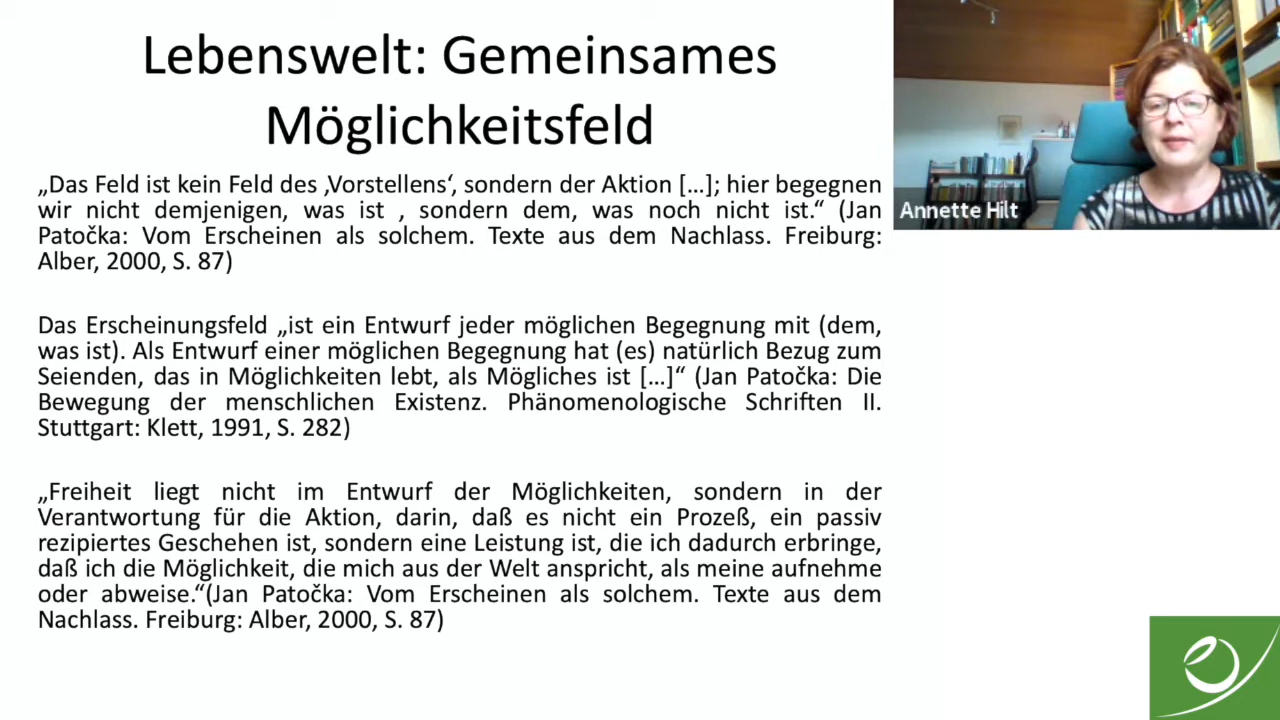 Lebenswelt: Gemeinsames
Möglichkeitsfeld
„Das Feld ist kein Feld des ‚Vorstellens‘, sondern der Aktion […]; hier begegnen
wir nicht demjenigen, was ist , sondern dem, was noch nicht ist.“ (Jan
Patočka: Vom Erscheinen als solchem. Texte aus dem Nachlass. Freiburg:
Alber, 2000, S. 87)
Das Erscheinungsfeld „ist ein Entwurf jeder möglichen Begegnung mit (dem,
was ist). Als Entwurf einer möglichen Begegnung hat (es) natürlich Bezug zum
Seienden, das in Möglichkeiten lebt, als Mögliches ist […]“ (Jan Patočka: Die
Bewegung der menschlichen Existenz. Phänomenologische Schriften II.
Stuttgart: Klett, 1991, S. 282)
„Freiheit liegt nicht im Entwurf der Möglichkeiten, sondern in der
Verantwortung für die Aktion, darin, daß es nicht ein Prozeß, ein passiv
rezipiertes Geschehen ist, sondern eine Leistung ist, die ich dadurch erbringe,
daß ich die Möglichkeit, die mich aus der Welt anspricht, als meine aufnehme
oder abweise.“(Jan Patočka: Vom Erscheinen als solchem. Texte aus dem
Nachlass. Freiburg: Alber, 2000, S. 87)
Annette Hilt